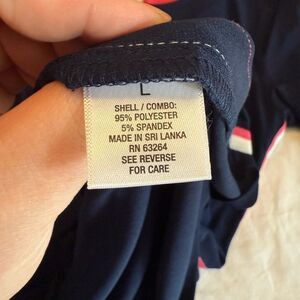 L
SHELL / COMBO:
95% POLYESTER
5% SPANDEX
MADE IN SRI LANKA
RN 63264
SEE REVERSE
FOR CARE